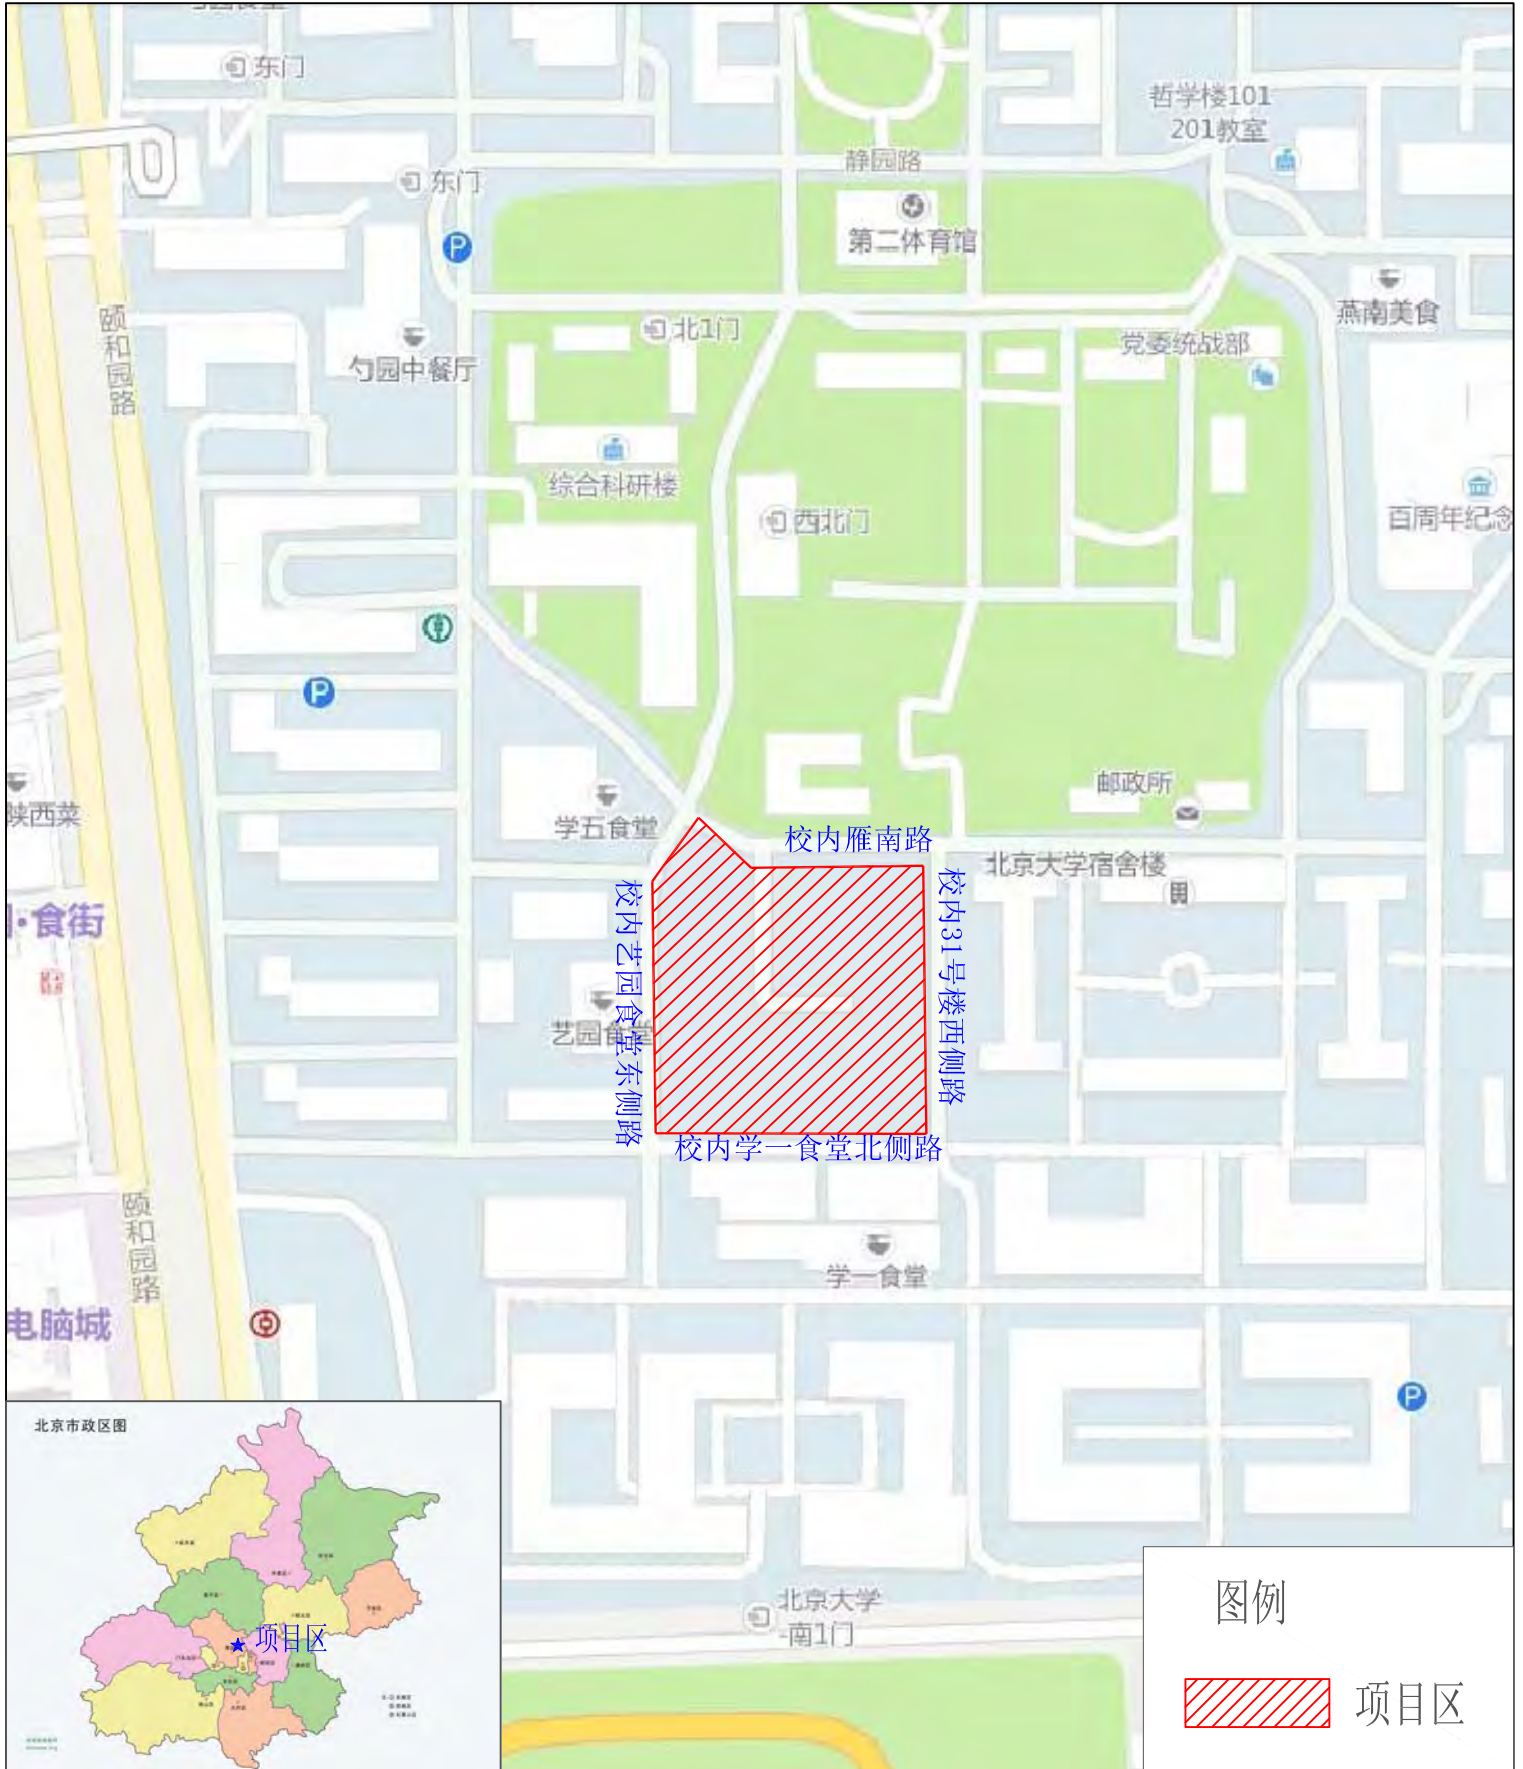 东门
哲学楼101
201教室
静园路
东门
第二体育馆
颐和园路
燕南美食
北1门
党委统战部
勺园中餐厅
综合科研楼
西北门
百周年纪念
陕西菜
学五食堂
邮政所
校内雁南路
北京大学宿舍楼
·食街
校内艺园食堂东侧路
校内31号楼西侧路
艺园食堂
校内学一食堂北侧路
颐和园路
学一食堂
电脑城
北京市政区图
项目区
北京大学
-南1门
图例
项目区